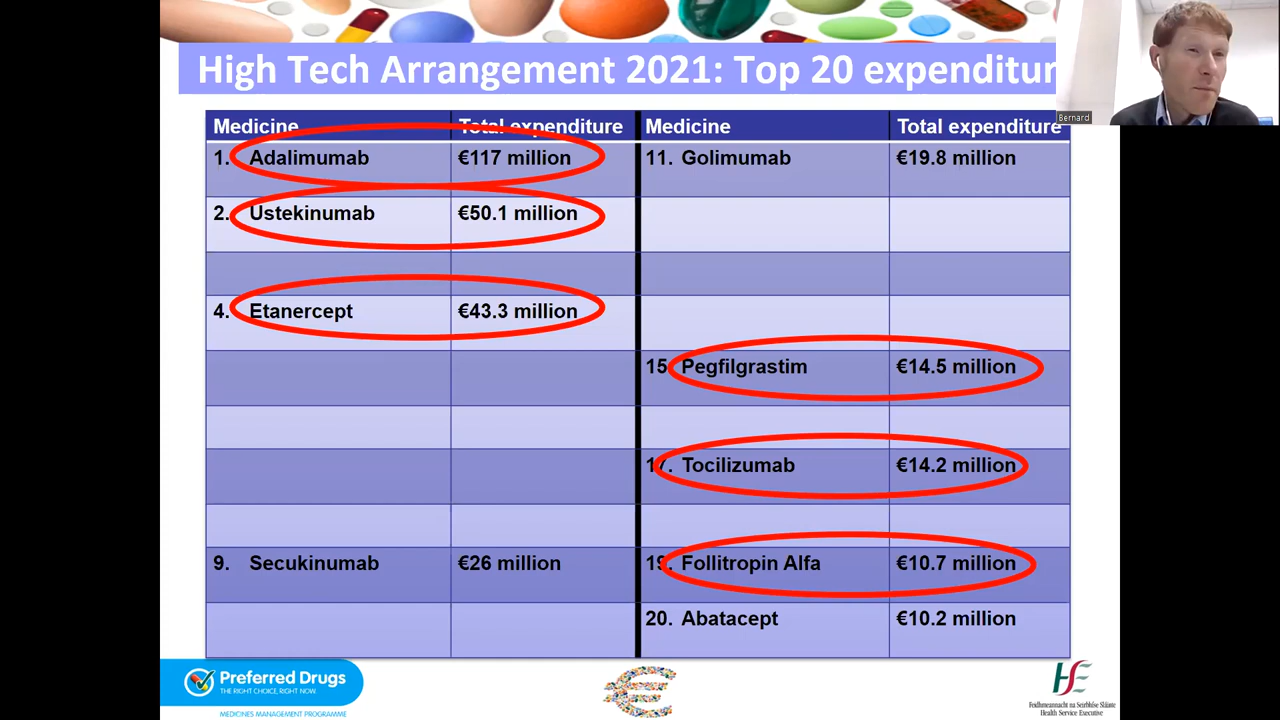 High Tech Arrangement 2021: Top 20 expenditur
Bernard
Medicine Total expenditure Medicine Total expenditure
1. Adalimumab €117 million 11. Golimumab €19.8 million
2. Ustekinumab €50.1 million
4. Etanercept €43.3 million
15. Pegfilgrastim €14.5 million
17. Tocilizumab €14.2 million
9. Secukinumab €26 million 19. Follitropin Alfa €10.7 million
20. Abatacept €10.2 million
Preferred Drugs
THE RIGHT CHOICE, RIGHT NOW.
MEDICINES MANAGEMENT PROGRAMME
Feidhmeannacht na Seirbhíse Sláinte
Health Service Executive